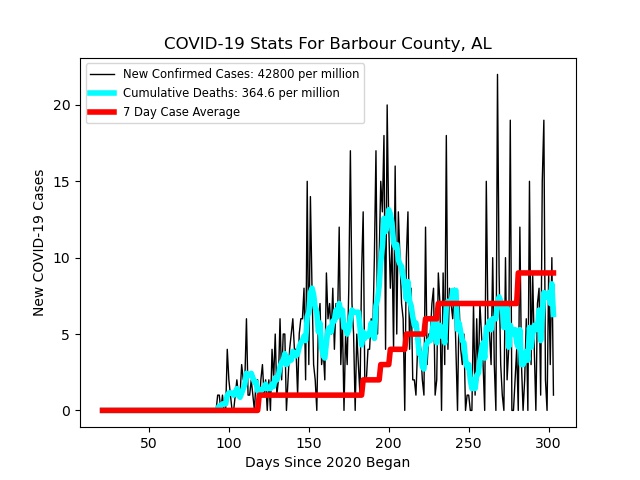 COVID-19 Stats For Barbour County, AL
New Confirmed Cases: 42800 per million
Cumulative Deaths: 364.6 per million
7 Day Case Average
New COVID-19 Cases
20
15
10
5
0
50 100 150 200 250 300
Days Since 2020 Began